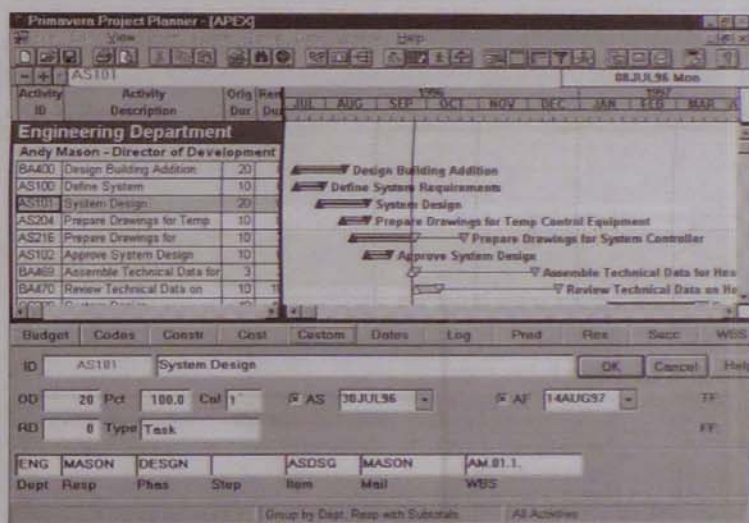 Primavera Project Planner - [APEX]
View Help
AS101 08JUL96 Mon
Activity Activity Orig Rem 1996 1997
ID Description Dur Dur JUL AUG SEP OCT NOV DEC JAN FEB MAR
Engineering Department
Andy Mason - Director of Development
BA400 Design Building Addition 20 Design Building Addition
AS100 Define System 10 Define System Requirements
AS101 System Design 20 System Design
AS204 Prepare Drawings for Temp 10 Prepare Drawings for Temp Control Equipment
AS216 Prepare Drawings for 10 Prepare Drawings for System Controller
AS102 Approve System Design 10 Approve System Design
BA469 Assemble Technical Data for 3 Assemble Technical Data for Hea
BA470 Review Technical Data on 10 Review Technical Data on Hea
Budget Codes Constr Cost Custom Dates Log Pred Res Succ WBS
ID AS101 System Design OK Cancel Help
OD 20 Pct 100.0 Cal 1 AS 30JUL96 AF 14AUG97 TF:
RD 0 Type Task FF:
ENG MASON DESGN ASDSG MASON AM.01.1.
Dept Resp Phas Step Item Mail WBS
Group by Dept, Resp with Subtotals All Activities